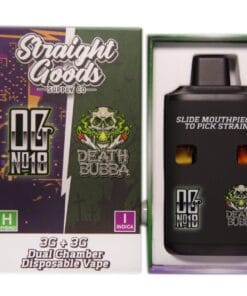 Straight
Goods
SUPPLY CO
OG
No18
DEATH
BUBBA
H
HYBRID
I
INDICA
3G + 3G
Dual Chamber
Disposable Vape
SLIDE MOUTHPIECE
TO PICK STRAIN
OG
No18
DEATH
BUBBA